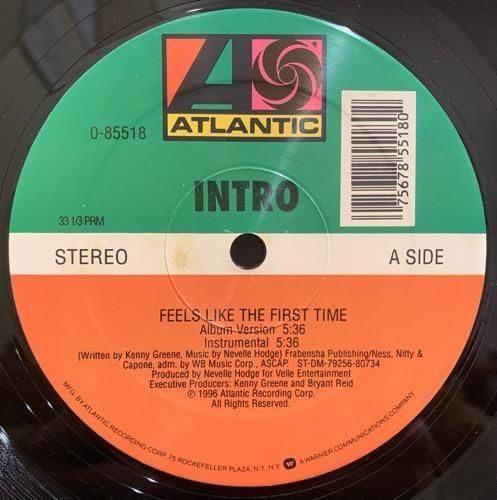 ATLANTIC
0-85518
75678 55180
INTRO
33 1/3 PRM
STEREO
A SIDE
FEELS LIKE THE FIRST TIME
Album Version 5:36
Instrumental 5:36
(Written by Kenny Greene, Music by Nevelle Hodge) Frabensha Publishing/Ness, Nitty &
Capone, adm. by WB Music Corp., ASCAP. ST-DM-79256-80734
Produced by Nevelle Hodge for Velle Entertainment
Executive Producers: Kenny Greene and Bryant Reid
℗ 1996 Atlantic Recording Corp.
All Rights Reserved.
MFG. BY ATLANTIC RECORDING CORP. 75 ROCKEFELLER PLAZA, N.Y., N.Y. A WARNER COMMUNICATIONS COMPANY